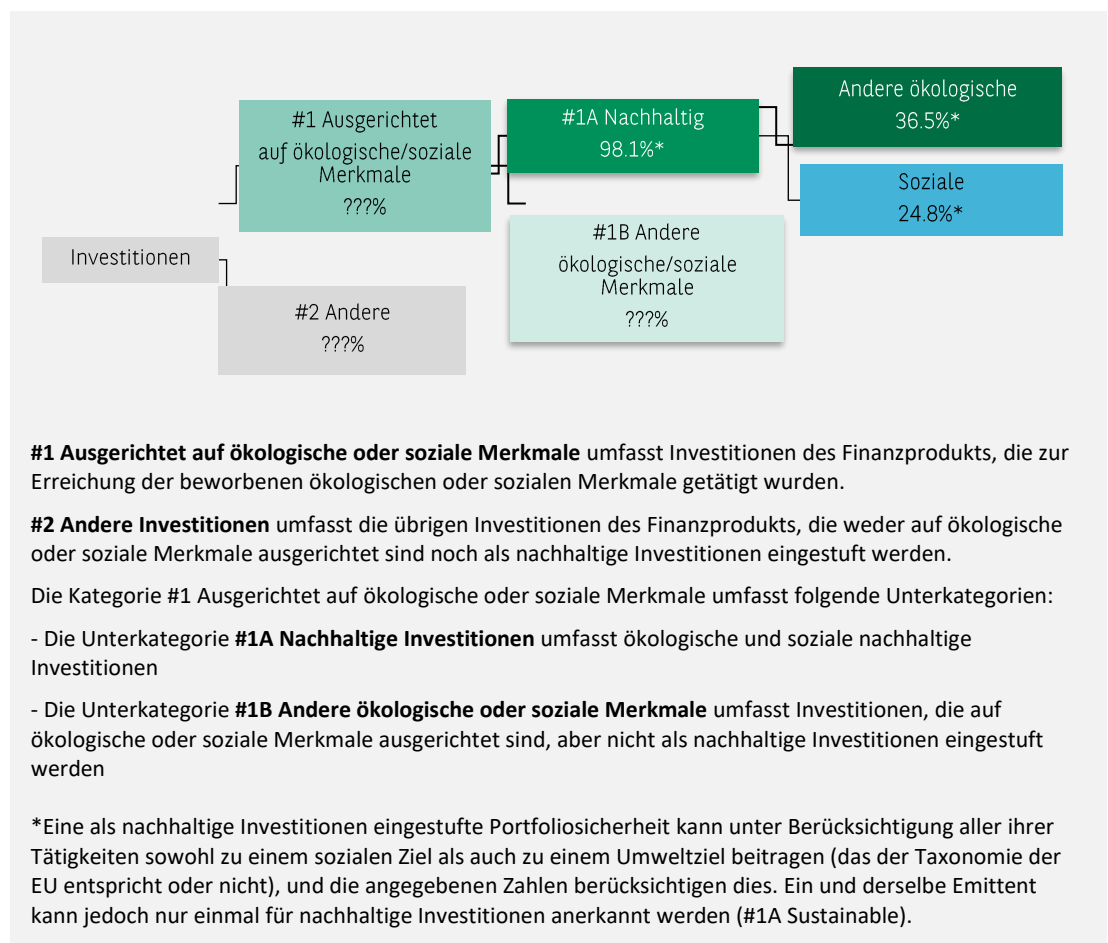 Investitionen
#1 Ausgerichtet
auf ökologische/soziale
Merkmale
???%
#2 Andere
???%
#1A Nachhaltig
98.1%*
#1B Andere
ökologische/soziale
Merkmale
???%
Andere ökologische
36.5%*
Soziale
24.8%*
#1 Ausgerichtet auf ökologische oder soziale Merkmale umfasst Investitionen des Finanzprodukts, die zur
Erreichung der beworbenen ökologischen oder sozialen Merkmale getätigt wurden.
#2 Andere Investitionen umfasst die übrigen Investitionen des Finanzprodukts, die weder auf ökologische
oder soziale Merkmale ausgerichtet sind noch als nachhaltige Investitionen eingestuft werden.
Die Kategorie #1 Ausgerichtet auf ökologische oder soziale Merkmale umfasst folgende Unterkategorien:
- Die Unterkategorie #1A Nachhaltige Investitionen umfasst ökologische und soziale nachhaltige
Investitionen
- Die Unterkategorie #1B Andere ökologische oder soziale Merkmale umfasst Investitionen, die auf
ökologische oder soziale Merkmale ausgerichtet sind, aber nicht als nachhaltige Investitionen eingestuft
werden
*Eine als nachhaltige Investitionen eingestufte Portfoliosicherheit kann unter Berücksichtigung aller ihrer
Tätigkeiten sowohl zu einem sozialen Ziel als auch zu einem Umweltziel beitragen (das der Taxonomie der
EU entspricht oder nicht), und die angegebenen Zahlen berücksichtigen dies. Ein und derselbe Emittent
kann jedoch nur einmal für nachhaltige Investitionen anerkannt werden (#1A Sustainable).